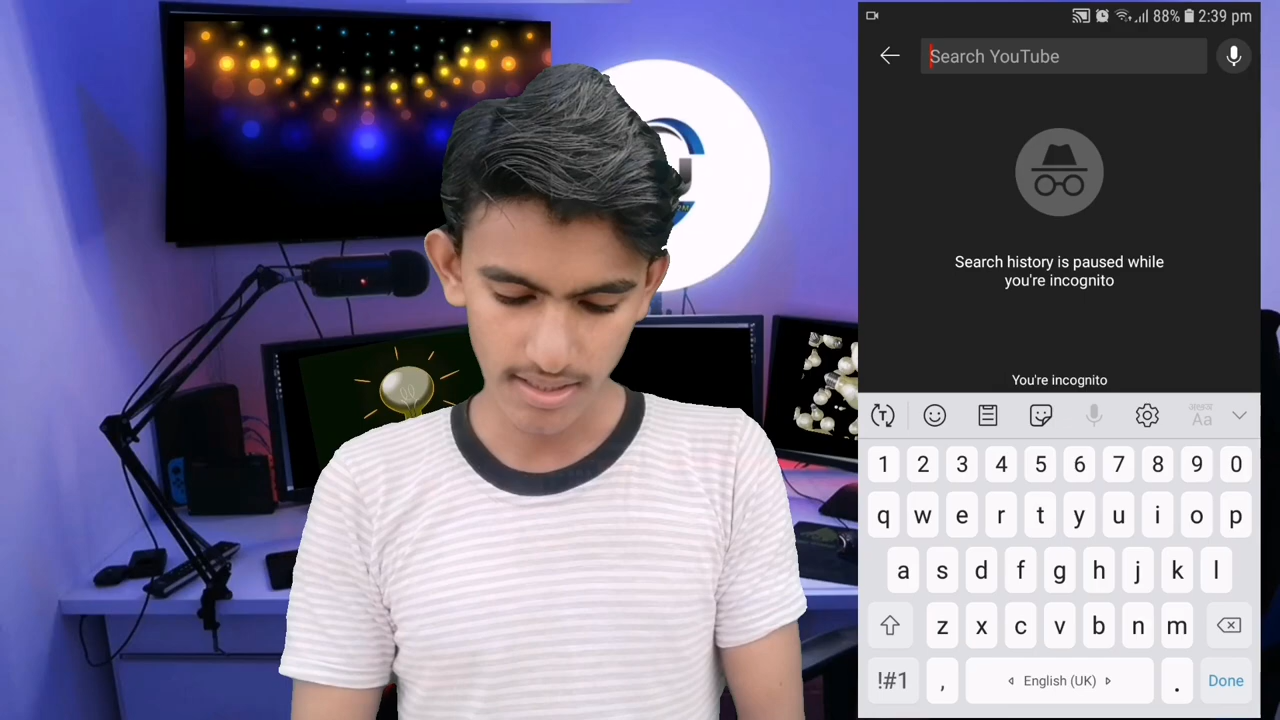 88% 2:39 pm
Search YouTube
Search history is paused while
you're incognito
You're incognito
Aa
1 2 3 4 5 6 7 8 9 0
q w e r t y u i o p
a s d f g h j k l
z x c v b n m
!#1 , English (UK) . Done